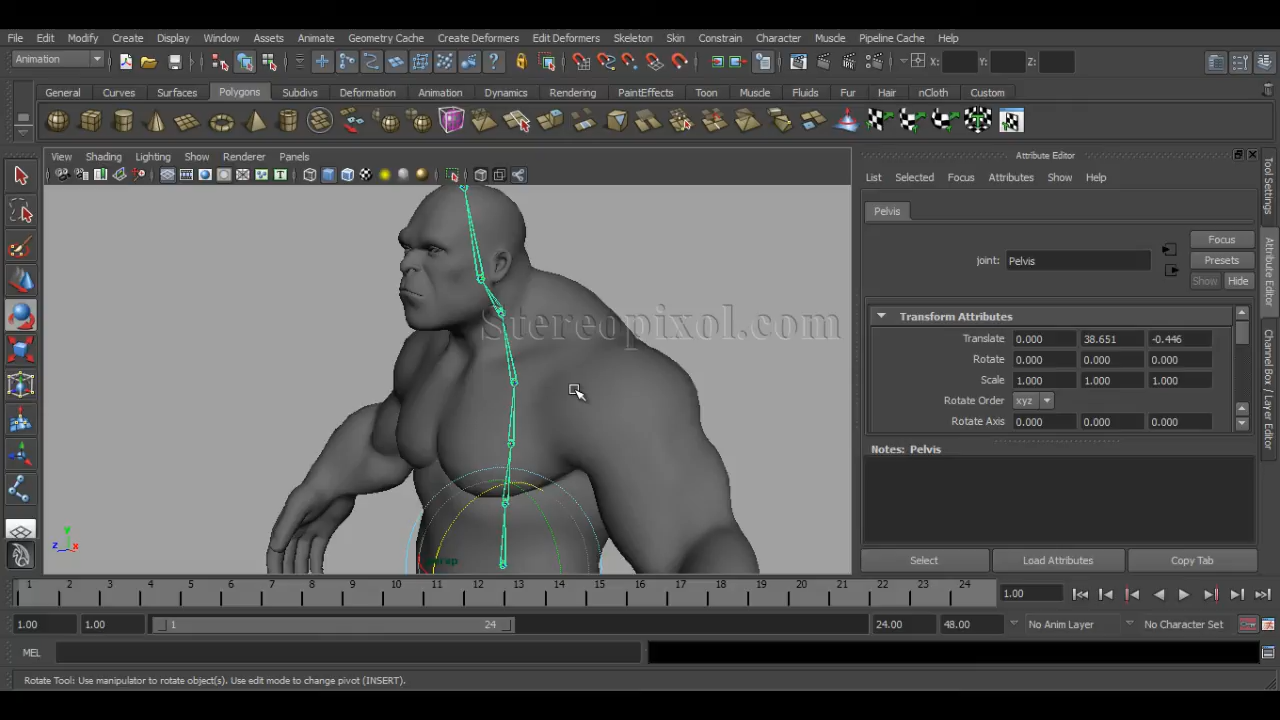 File Edit Modify Create Display Window Assets Animate Geometry Cache Create Deformers Edit Deformers Skeleton Skin Constrain Character Muscle Pipeline Cache Help
Animation X: Y: Z:
General Curves Surfaces Polygons Subdivs Deformation Animation Dynamics Rendering PaintEffects Toon Muscle Fluids Fur Hair nCloth Custom
View Shading Lighting Show Renderer Panels
Attribute Editor
List Selected Focus Attributes Show Help
Pelvis
joint: Pelvis
Focus
Presets
Show Hide
Transform Attributes
Translate 0.000 38.651 -0.446
Rotate 0.000 0.000 0.000
Scale 1.000 1.000 1.000
Rotate Order xyz
Rotate Axis 0.000 0.000 0.000
Notes: Pelvis
Select Load Attributes Copy Tab
Tool Settings
Attribute Editor
Channel Box / Layer Editor
Stereopixol.com
y
z x
persp
1 2 3 4 5 6 7 8 9 10 11 12 13 14 15 16 17 18 19 20 21 22 23 24 1.00
1.00 1.00 1 24 24.00 48.00 No Anim Layer No Character Set
MEL
Rotate Tool: Use manipulator to rotate object(s). Use edit mode to change pivot (INSERT).